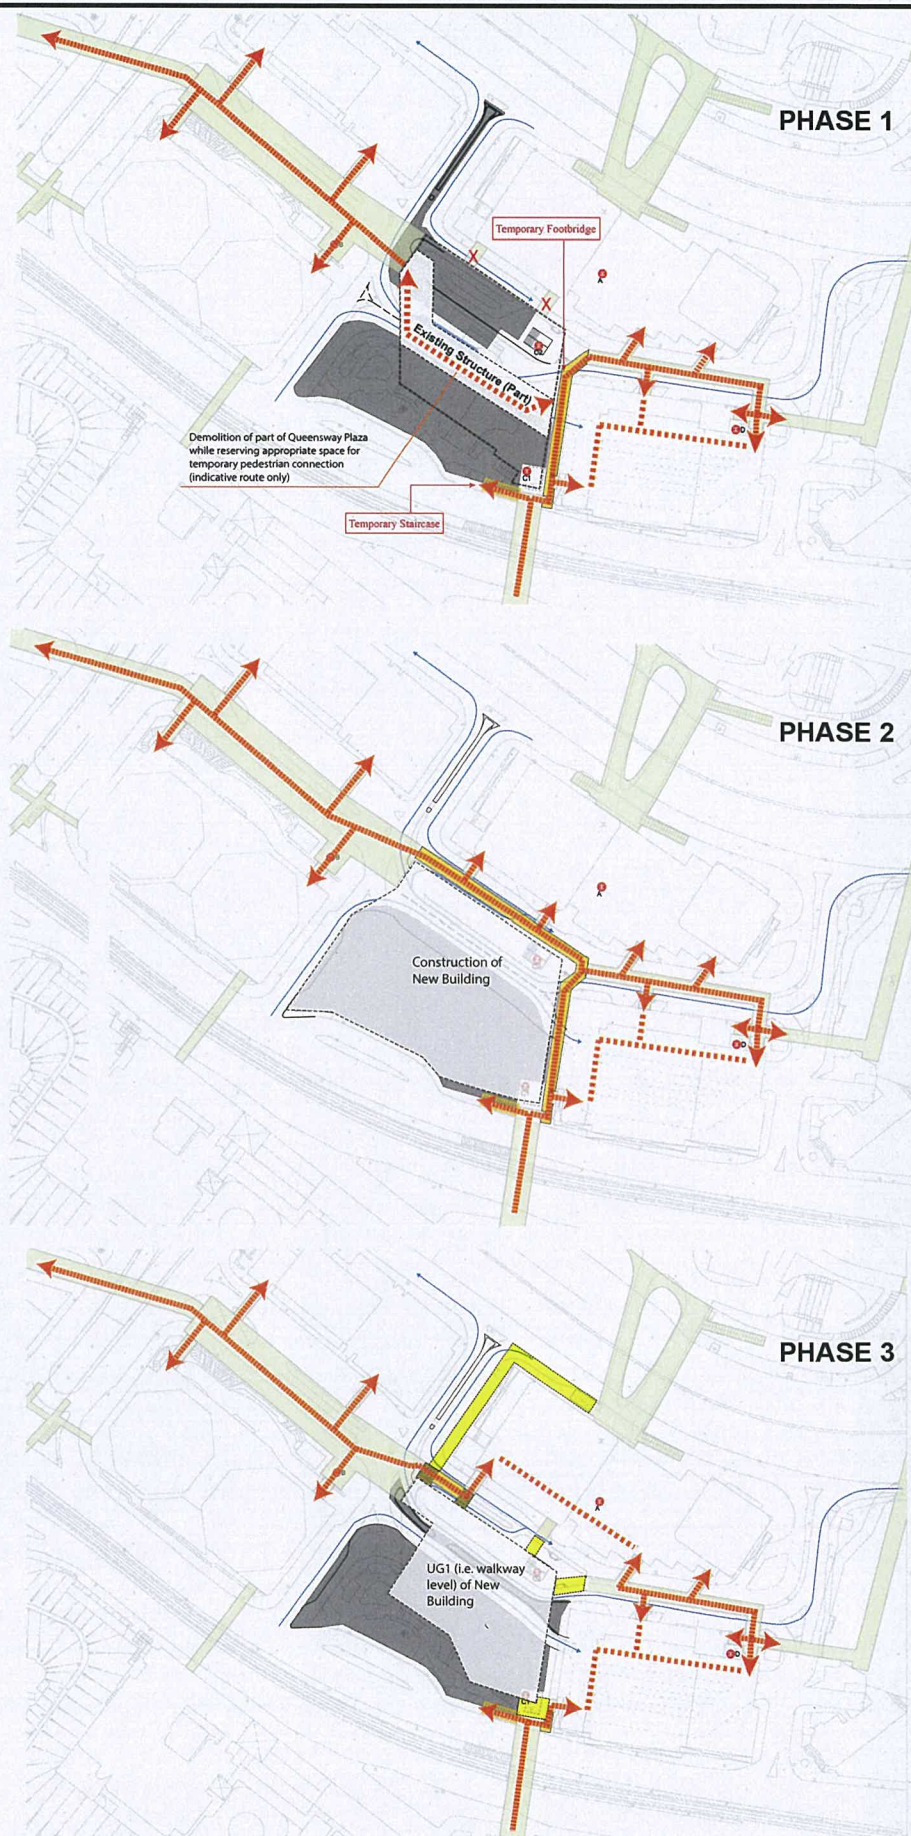 PHASE 1
Temporary Footbridge
A
B
C2
Existing Structure (Part)
D
Demolition of part of Queensway Plaza
while reserving appropriate space for
temporary pedestrian connection
(indicative route only)
C1
Temporary Staircase
PHASE 2
B
A
Construction of
New Building
D
PHASE 3
B
A
UG1 (i.e. walkway
level) of New
Building
D